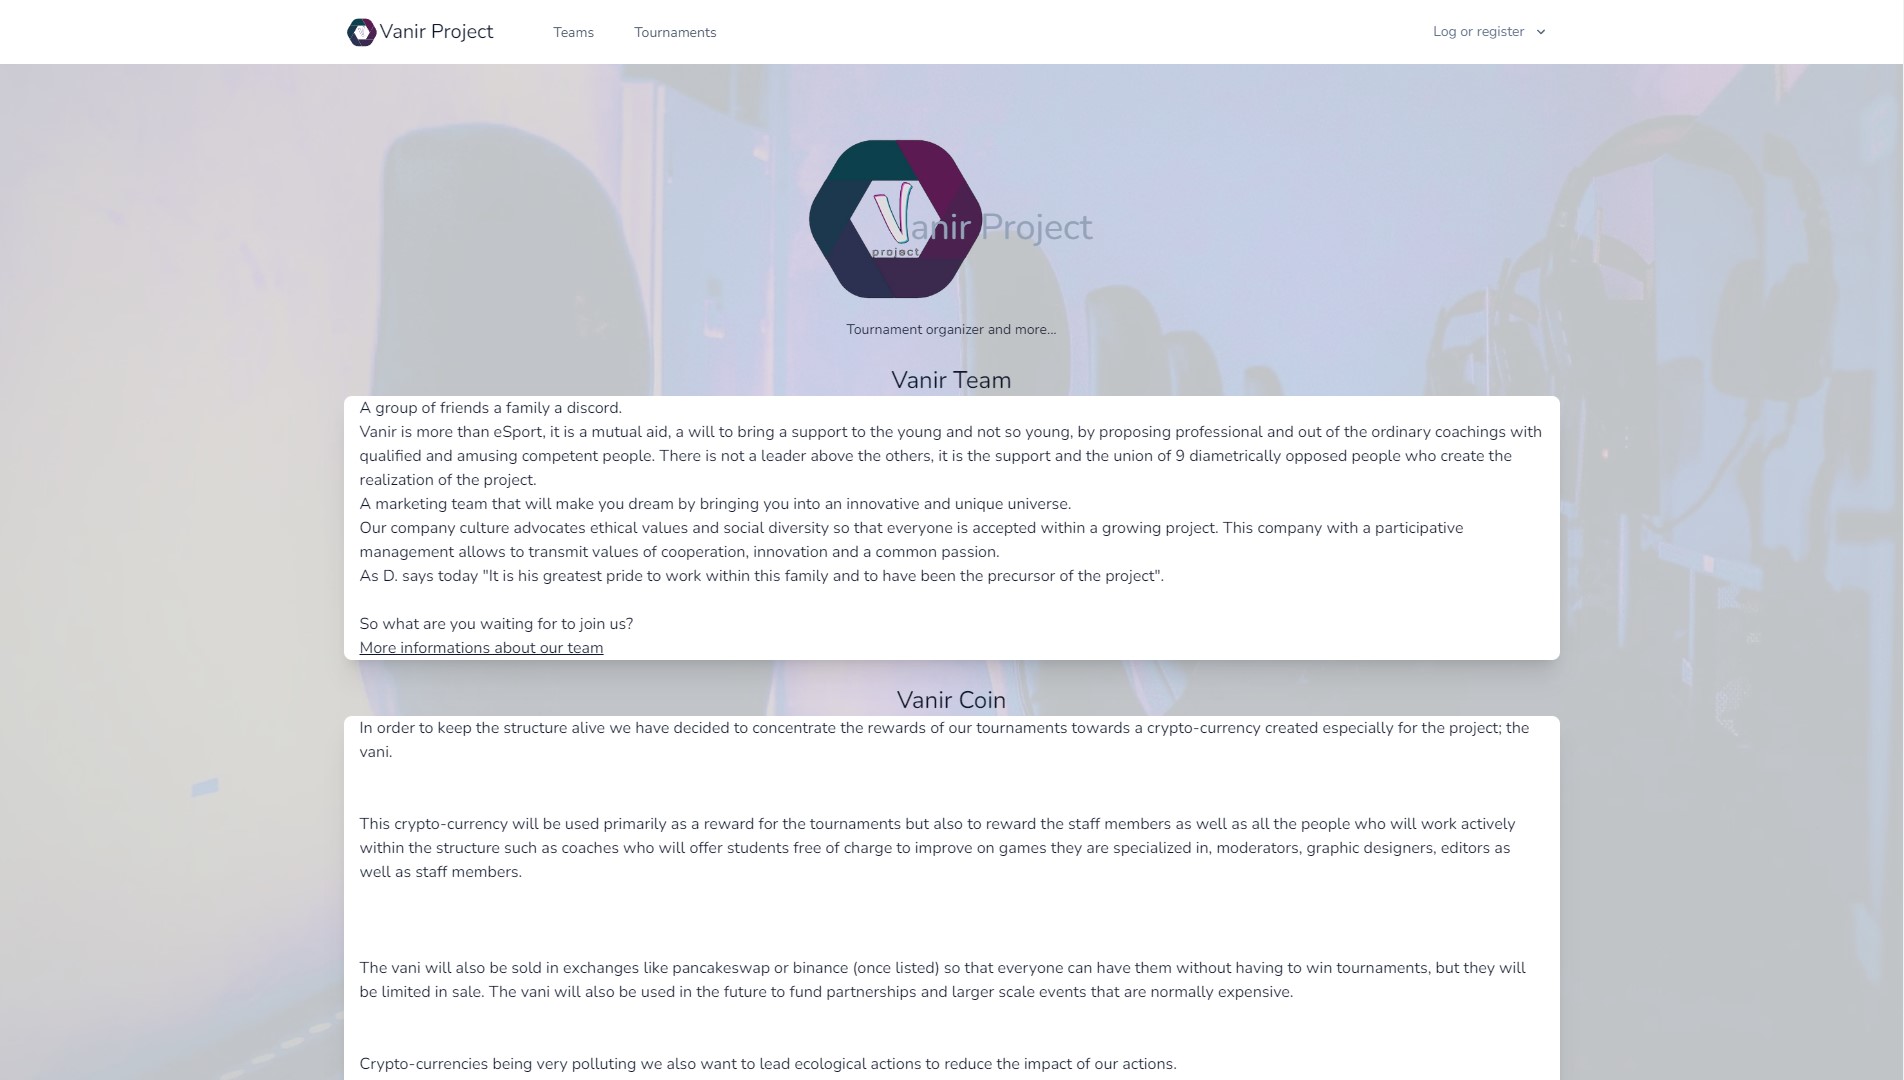 Vanir Project
Teams
Tournaments
Log or register
V
anir Project
project
Tournament organizer and more...
Vanir Team
A group of friends a family a discord.
Vanir is more than eSport, it is a mutual aid, a will to bring a support to the young and not so young, by proposing professional and out of the ordinary coachings with
qualified and amusing competent people. There is not a leader above the others, it is the support and the union of 9 diametrically opposed people who create the
realization of the project.
A marketing team that will make you dream by bringing you into an innovative and unique universe.
Our company culture advocates ethical values and social diversity so that everyone is accepted within a growing project. This company with a participative
management allows to transmit values of cooperation, innovation and a common passion.
As D. says today "It is his greatest pride to work within this family and to have been the precursor of the project".
So what are you waiting for to join us?
More informations about our team
Vanir Coin
In order to keep the structure alive we have decided to concentrate the rewards of our tournaments towards a crypto-currency created especially for the project; the
vani.
This crypto-currency will be used primarily as a reward for the tournaments but also to reward the staff members as well as all the people who will work actively
within the structure such as coaches who will offer students free of charge to improve on games they are specialized in, moderators, graphic designers, editors as
well as staff members.
The vani will also be sold in exchanges like pancakeswap or binance (once listed) so that everyone can have them without having to win tournaments, but they will
be limited in sale. The vani will also be used in the future to fund partnerships and larger scale events that are normally expensive.
Crypto-currencies being very polluting we also want to lead ecological actions to reduce the impact of our actions.